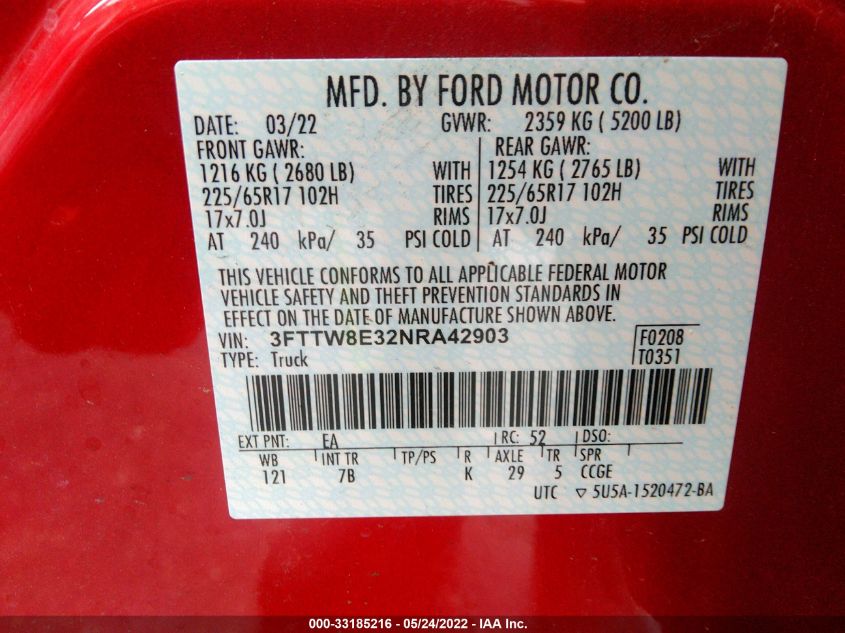 MFD. BY FORD MOTOR CO.
DATE: 03/22 GVWR: 2359 KG ( 5200 LB)
FRONT GAWR: REAR GAWR:
1216 KG ( 2680 LB) WITH 1254 KG ( 2765 LB) WITH
225/65R17 102H TIRES 225/65R17 102H TIRES
17x7.0J RIMS 17x7.0J RIMS
AT 240 kPa/ 35 PSI COLD AT 240 kPa/ 35 PSI COLD
THIS VEHICLE CONFORMS TO ALL APPLICABLE FEDERAL MOTOR
VEHICLE SAFETY AND THEFT PREVENTION STANDARDS IN
EFFECT ON THE DATE OF MANUFACTURE SHOWN ABOVE.
VIN: 3FTTW8E32NRA42903 F0208
TYPE: Truck T0351
EXT PNT: EA RC: 52 DSO:
WB INT TR TP/PS R AXLE TR SPR
121 7B K 29 5 CCGE
UTC ▽ 5U5A-1520472-BA
000-33185216 - 05/24/2022 - IAA Inc.